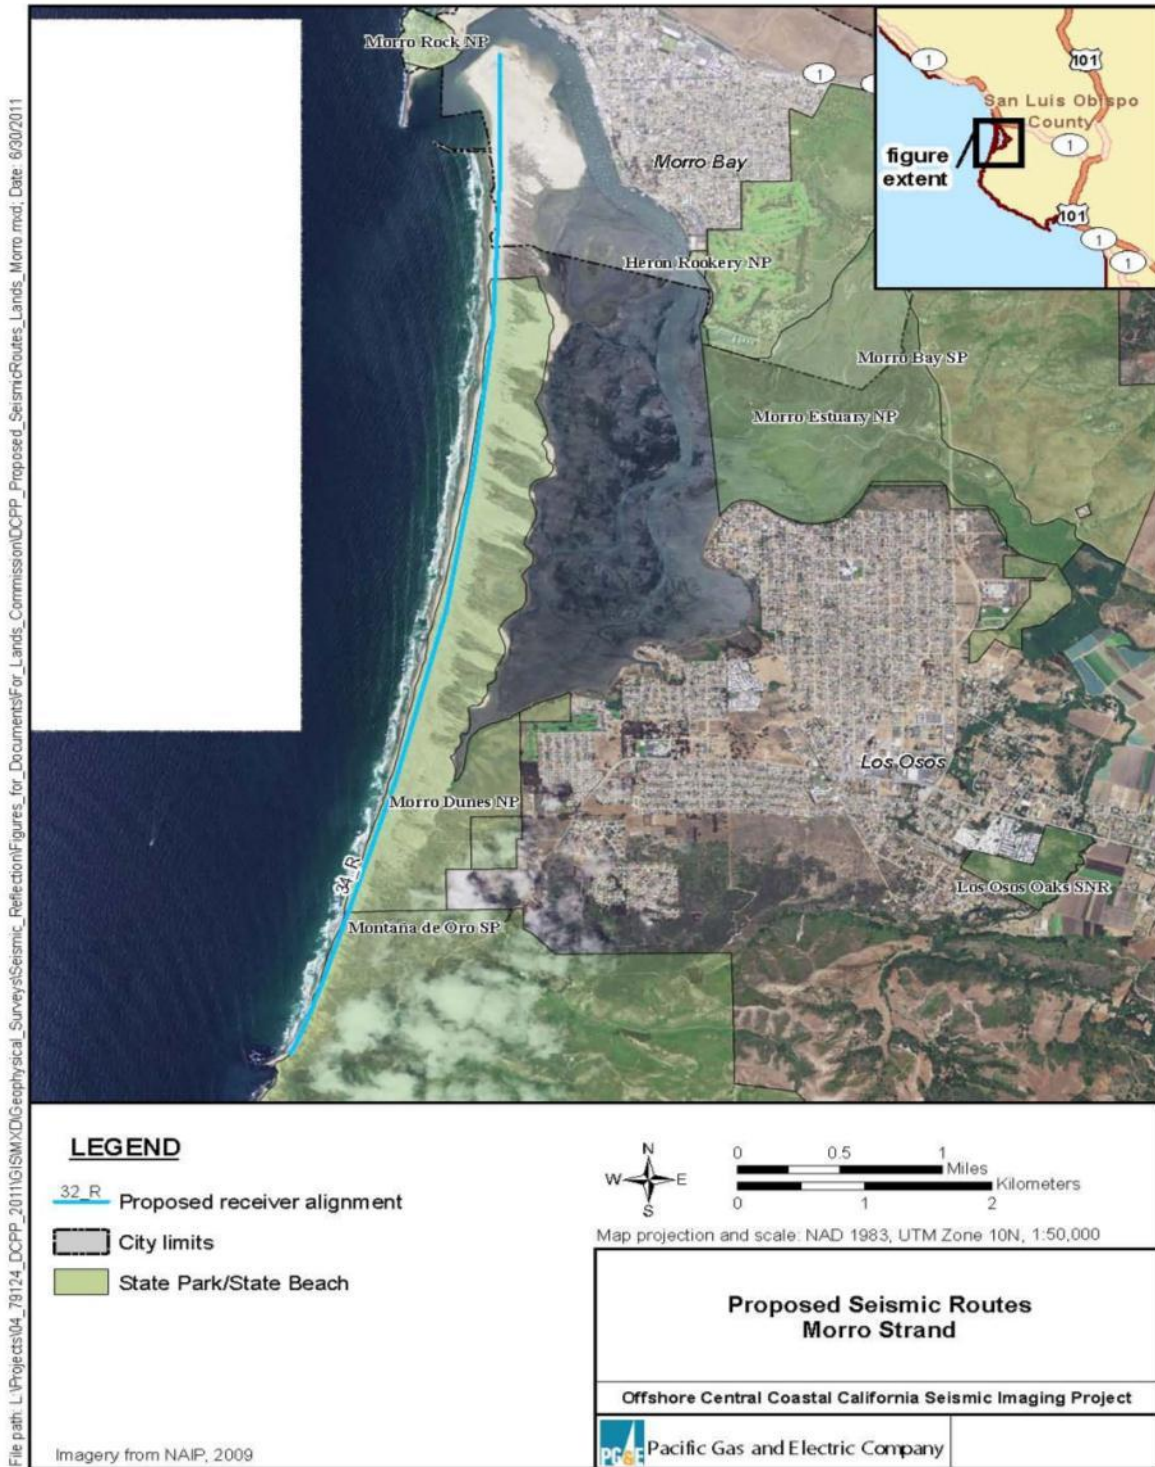 File path: L:\Projects\04_79124_DCPP_2011\GIS\MXD\Geophysical_Surveys\Seismic_Reflection\Figures_for_Documents\For_Lands_Commission\DCPP_Proposed_SeismicRoutes_Lands_Morro.mxd; Date: 6/30/2011
Morro Rock NP
1
Morro Bay
Heron Rookery NP
Morro Bay SP
Morro Estuary NP
Los Osos
Morro Dunes NP
34_R
Los Osos Oaks SNR
Montaña de Oro SP
1
101
San Luis Obispo
County
1
figure
extent
101
1
1
LEGEND
32_R
Proposed receiver alignment
City limits
State Park/State Beach
Imagery from NAIP, 2009
N
W E
S
0 0.5 1
Miles
Kilometers
0 1 2
Map projection and scale: NAD 1983, UTM Zone 10N, 1:50,000
Proposed Seismic Routes
Morro Strand
Offshore Central Coastal California Seismic Imaging Project
PG&E Pacific Gas and Electric Company